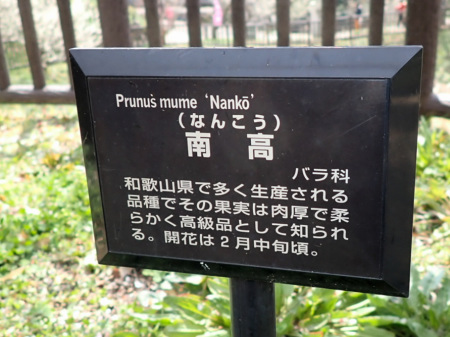 Prunus mume 'Nankō'
(なんこう)
南高
バラ科
和歌山県で多く生産される
品種でその果実は肉厚で柔
らかく高級品として知られ
る。開花は2月中旬頃。